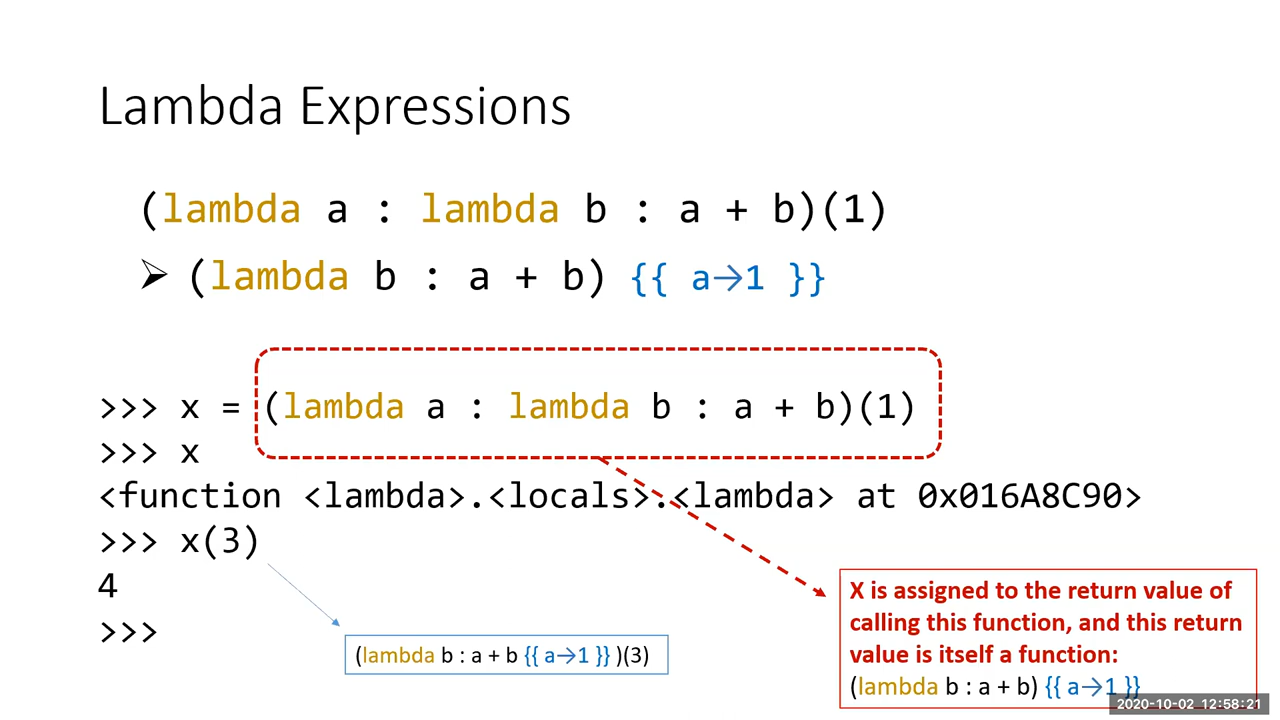 Lambda Expressions
(lambda a : lambda b : a + b)(1)
➢ (lambda b : a + b) {{ a→1 }}
>>> x = (lambda a : lambda b : a + b)(1)
>>> x
<function <lambda>.<locals>.<lambda> at 0x016A8C90>
>>> x(3)
4
>>>
(lambda b : a + b {{ a→1 }} )(3)
X is assigned to the return value of
calling this function, and this return
value is itself a function:
(lambda b : a + b) {{ a→1 }}
2020-10-02 12:58:21